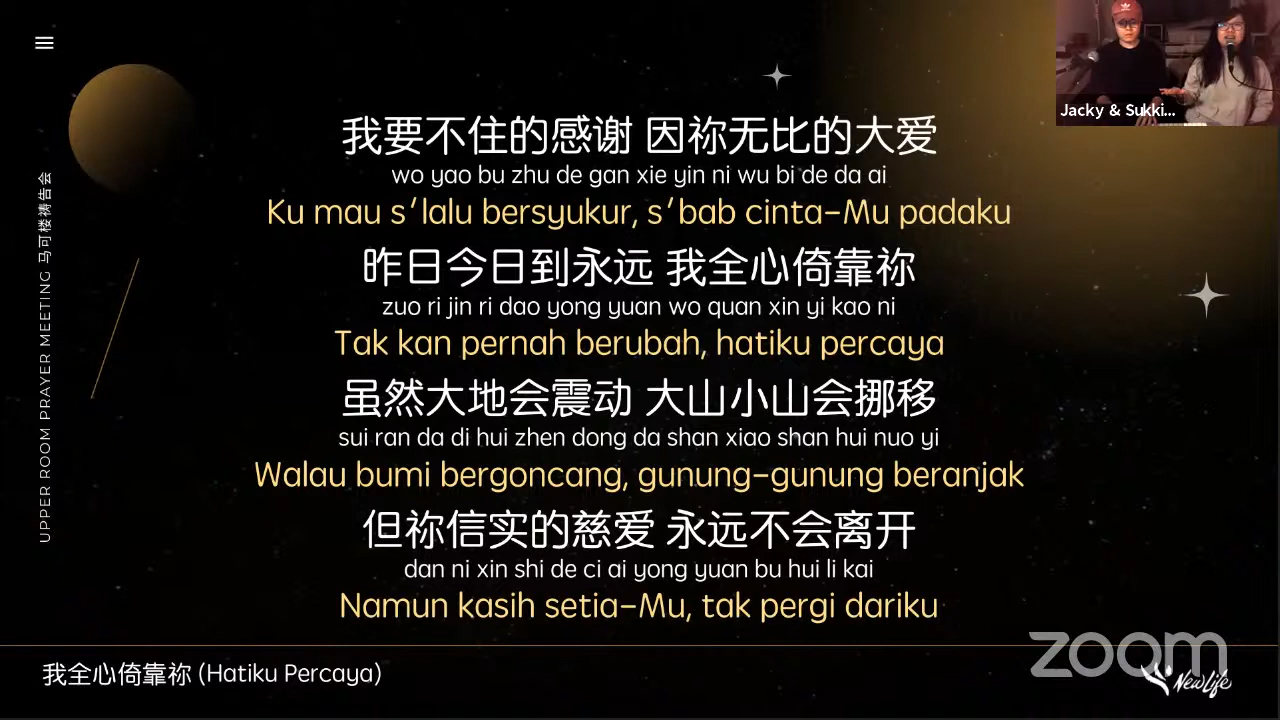 Jacky & Sukki...
UPPER ROOM PRAYER MEETING 马可楼祷告会
我要不住的感谢 因祢无比的大爱
wo yao bu zhu de gan xie yin ni wu bi de da ai
Ku mau s'lalu bersyukur, s'bab cinta-Mu padaku
昨日今日到永远 我全心倚靠祢
zuo ri jin ri dao yong yuan wo quan xin yi kao ni
Tak kan pernah berubah, hatiku percaya
虽然大地会震动 大山小山会挪移
sui ran da di hui zhen dong da shan xiao shan hui nuo yi
Walau bumi bergoncang, gunung-gunung beranjak
但祢信实的慈爱 永远不会离开
dan ni xin shi de ci ai yong yuan bu hui li kai
Namun kasih setia-Mu, tak pergi dariku
我全心倚靠祢 (Hatiku Percaya)
zoom
NewLife